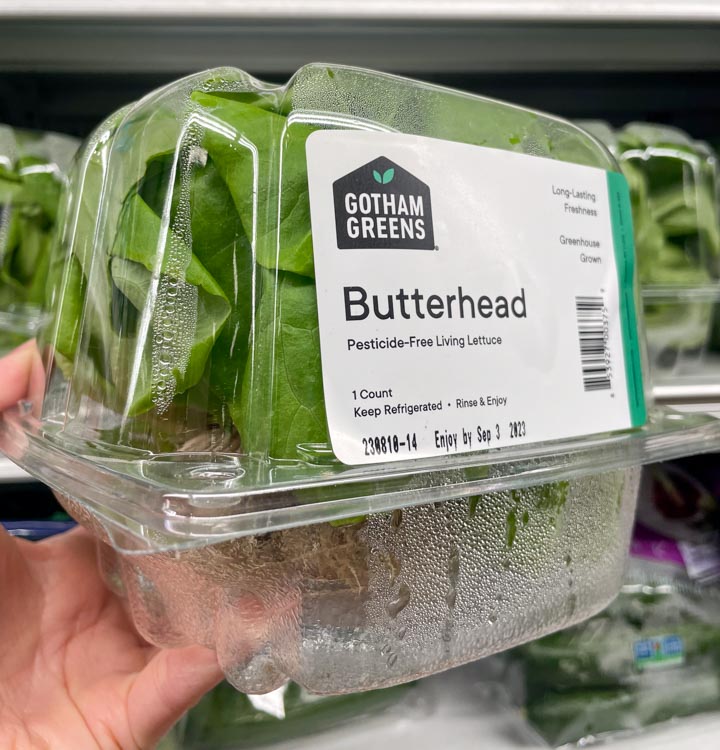 GOTHAM
GREENS
Long-Lasting
Freshness
Greenhouse
Grown
Butterhead
Pesticide-Free Living Lettuce
1 Count
Keep Refrigerated • Rinse & Enjoy
230810-14 Enjoy by Sep 3 2023